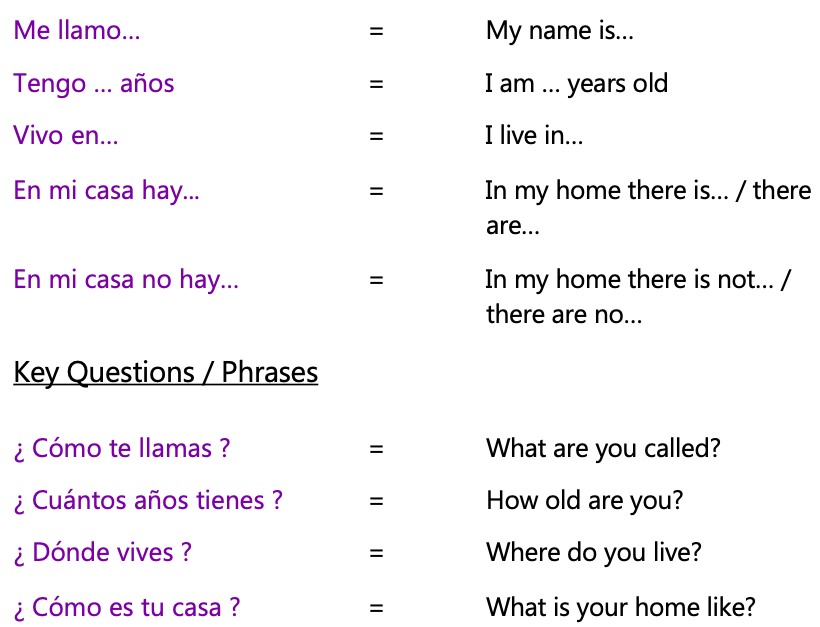 Me llamo... = My name is...
Tengo ... años = I am ... years old
Vivo en... = I live in...
En mi casa hay... = In my home there is... / there
are...
En mi casa no hay... = In my home there is not... /
there are no...
Key Questions / Phrases
¿ Cómo te llamas ? = What are you called?
¿ Cuántos años tienes ? = How old are you?
¿ Dónde vives ? = Where do you live?
¿ Cómo es tu casa ? = What is your home like?